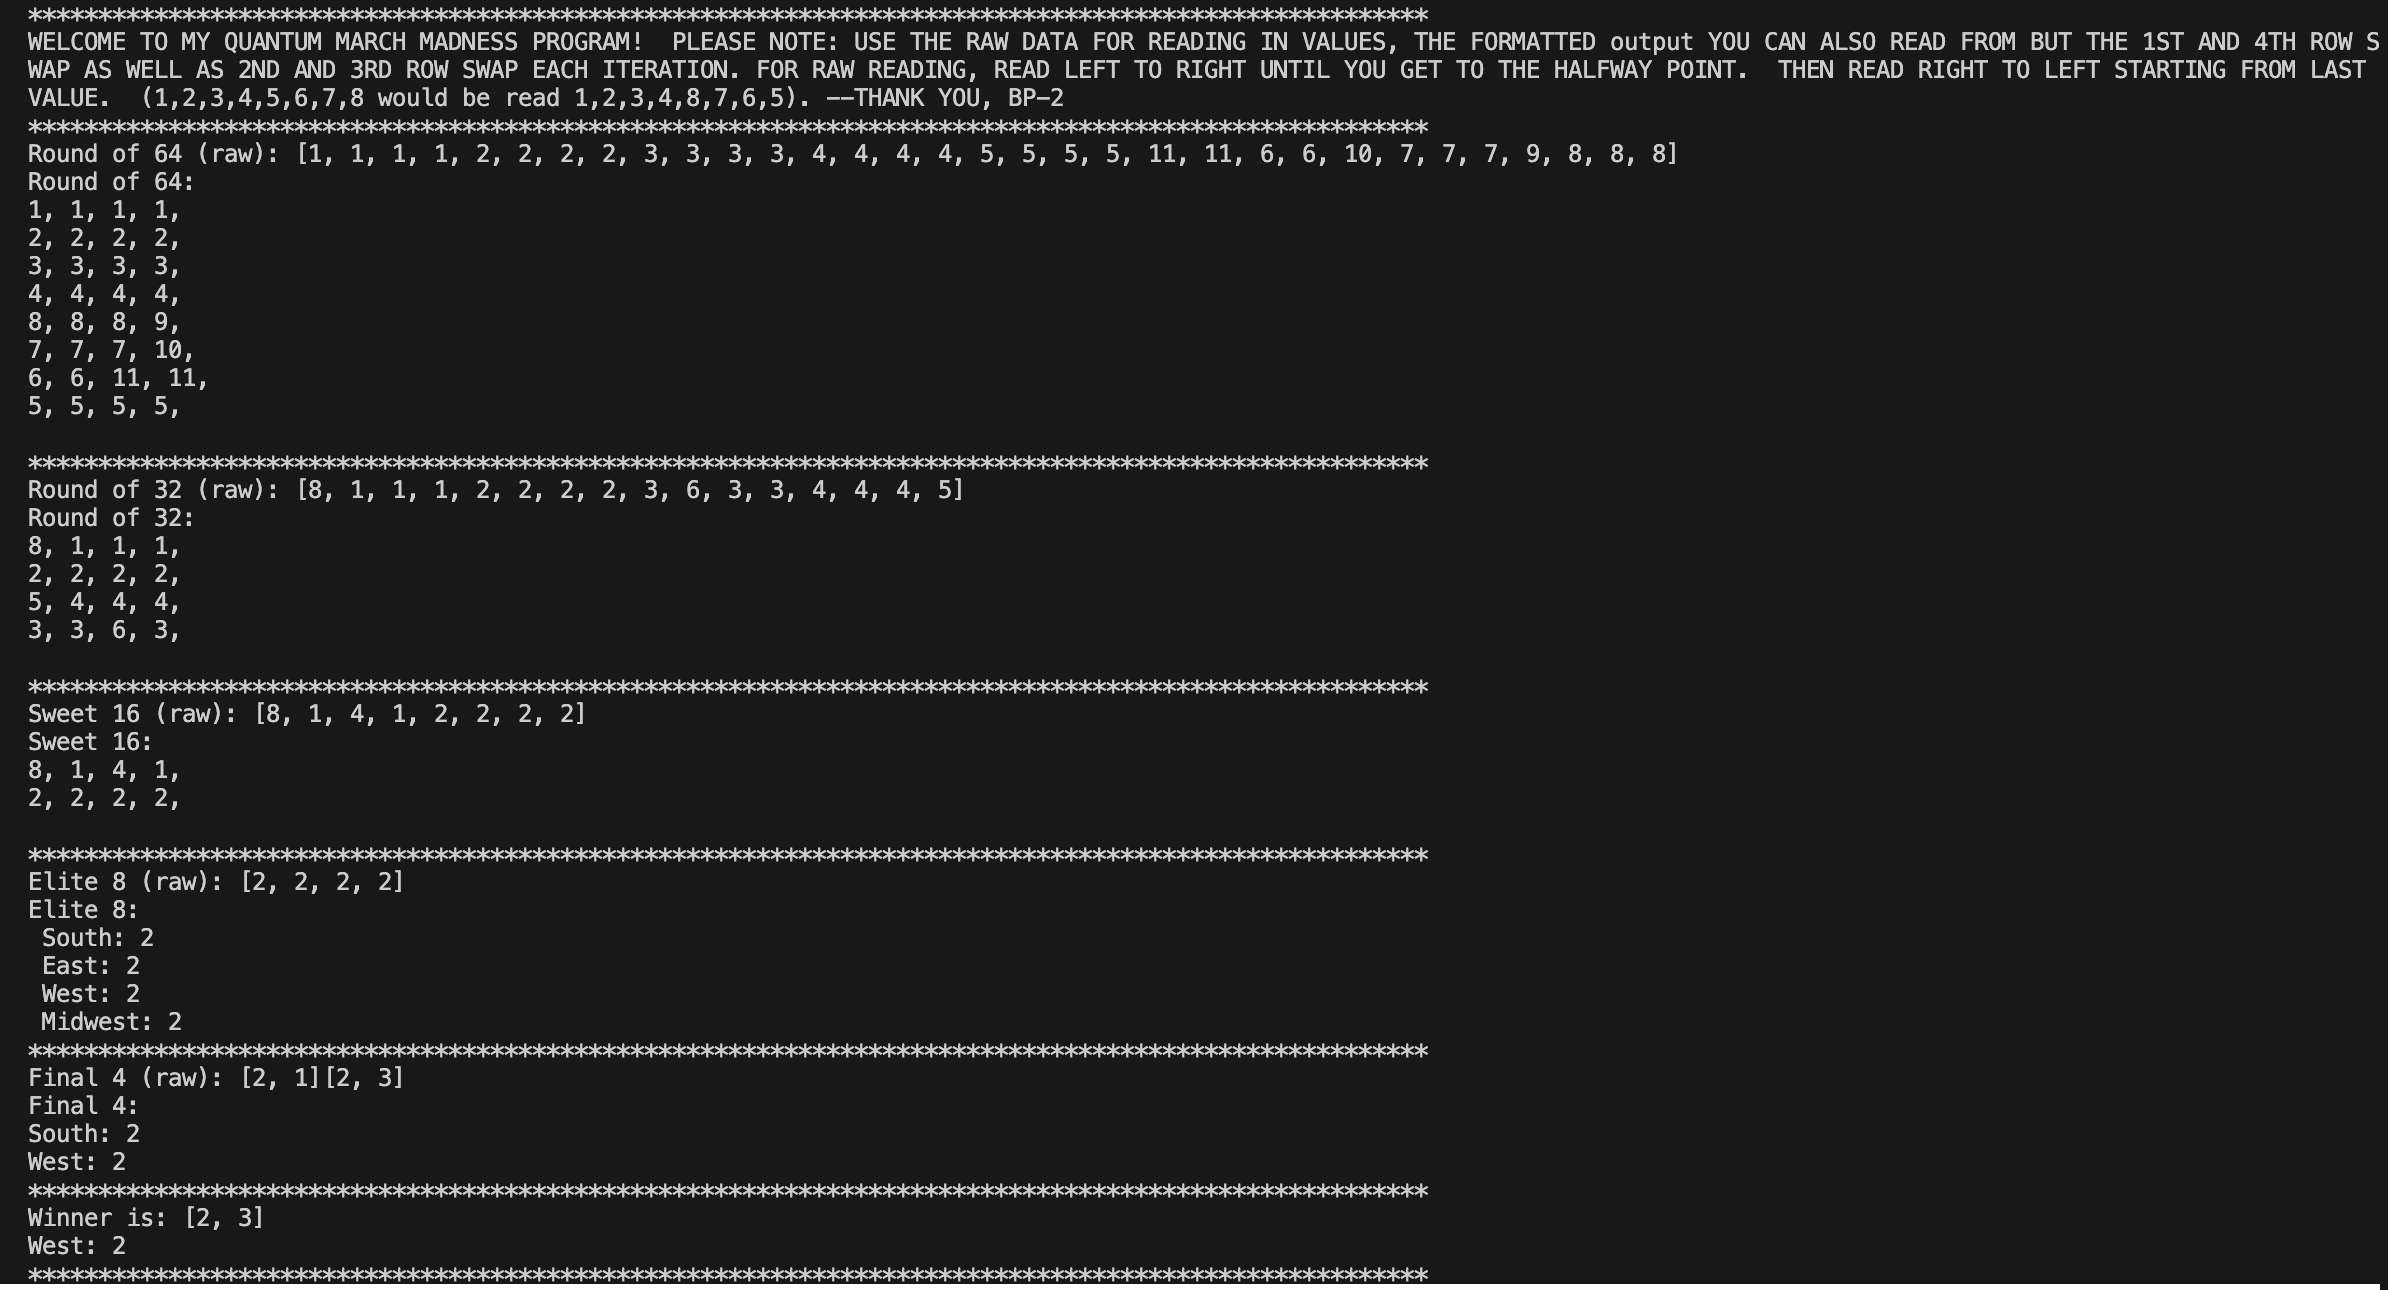 ****************************************************************************************************
WELCOME TO MY QUANTUM MARCH MADNESS PROGRAM!  PLEASE NOTE: USE THE RAW DATA FOR READING IN VALUES, THE FORMATTED output YOU CAN ALSO READ FROM BUT THE 1ST AND 4TH ROW S
WAP AS WELL AS 2ND AND 3RD ROW SWAP EACH ITERATION. FOR RAW READING, READ LEFT TO RIGHT UNTIL YOU GET TO THE HALFWAY POINT.  THEN READ RIGHT TO LEFT STARTING FROM LAST
VALUE.  (1,2,3,4,5,6,7,8 would be read 1,2,3,4,8,7,6,5). --THANK YOU, BP-2
****************************************************************************************************
Round of 64 (raw): [1, 1, 1, 1, 2, 2, 2, 2, 3, 3, 3, 3, 4, 4, 4, 4, 5, 5, 5, 5, 11, 11, 6, 6, 10, 7, 7, 7, 9, 8, 8, 8]
Round of 64:
1, 1, 1, 1,
2, 2, 2, 2,
3, 3, 3, 3,
4, 4, 4, 4,
8, 8, 8, 9,
7, 7, 7, 10,
6, 6, 11, 11,
5, 5, 5, 5,
****************************************************************************************************
Round of 32 (raw): [8, 1, 1, 1, 2, 2, 2, 2, 3, 6, 3, 3, 4, 4, 4, 5]
Round of 32:
8, 1, 1, 1,
2, 2, 2, 2,
5, 4, 4, 4,
3, 3, 6, 3,
****************************************************************************************************
Sweet 16 (raw): [8, 1, 4, 1, 2, 2, 2, 2]
Sweet 16:
8, 1, 4, 1,
2, 2, 2, 2,
****************************************************************************************************
Elite 8 (raw): [2, 2, 2, 2]
Elite 8:
South: 2
East: 2
West: 2
Midwest: 2
****************************************************************************************************
Final 4 (raw): [2, 1][2, 3]
Final 4:
South: 2
West: 2
****************************************************************************************************
Winner is: [2, 3]
West: 2
****************************************************************************************************